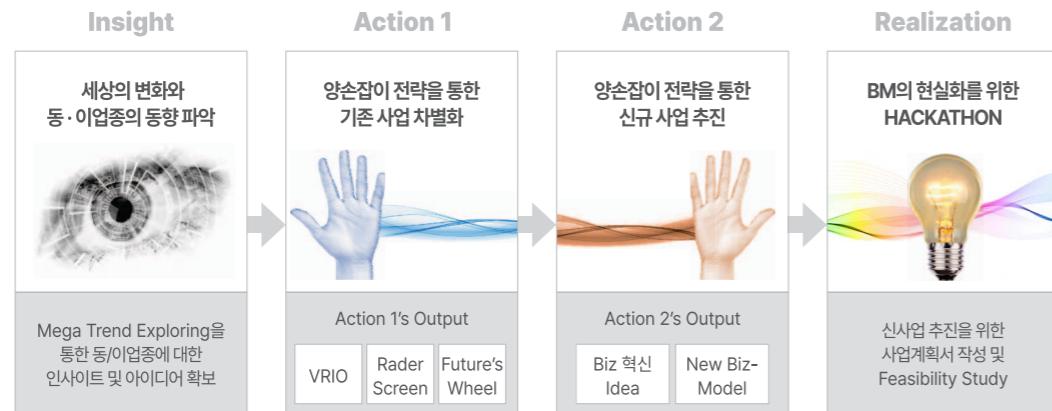 Insight
세상의 변화와
동·이업종의 동향 파악
Mega Trend Exploring을
통한 동/이업종에 대한
인사이트 및 아이디어 확보
Action 1
양손잡이 전략을 통한
기존 사업 차별화
Action 1's Output
VRIO
Rader
Screen
Future's
Wheel
Action 2
양손잡이 전략을 통한
신규 사업 추진
Action 2's Output
Biz 혁신
Idea
New Biz-
Model
Realization
BM의 현실화를 위한
HACKATHON
신사업 추진을 위한
사업계획서 작성 및
Feasibility Study